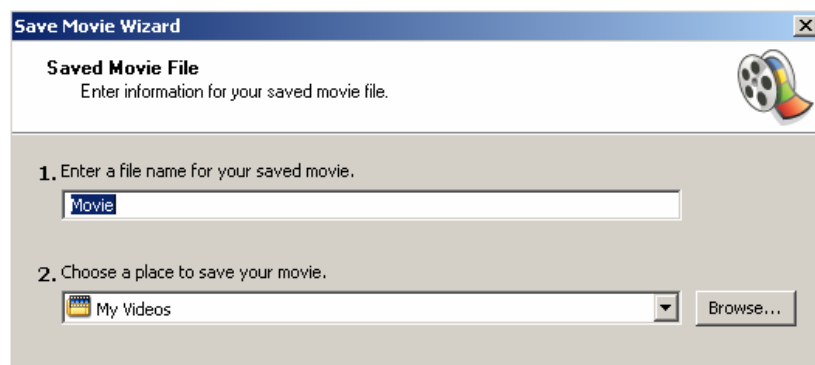 Save Movie Wizard
Saved Movie File
Enter information for your saved movie file.
1. Enter a file name for your saved movie.
Movie
2. Choose a place to save your movie.
My Videos
Browse...